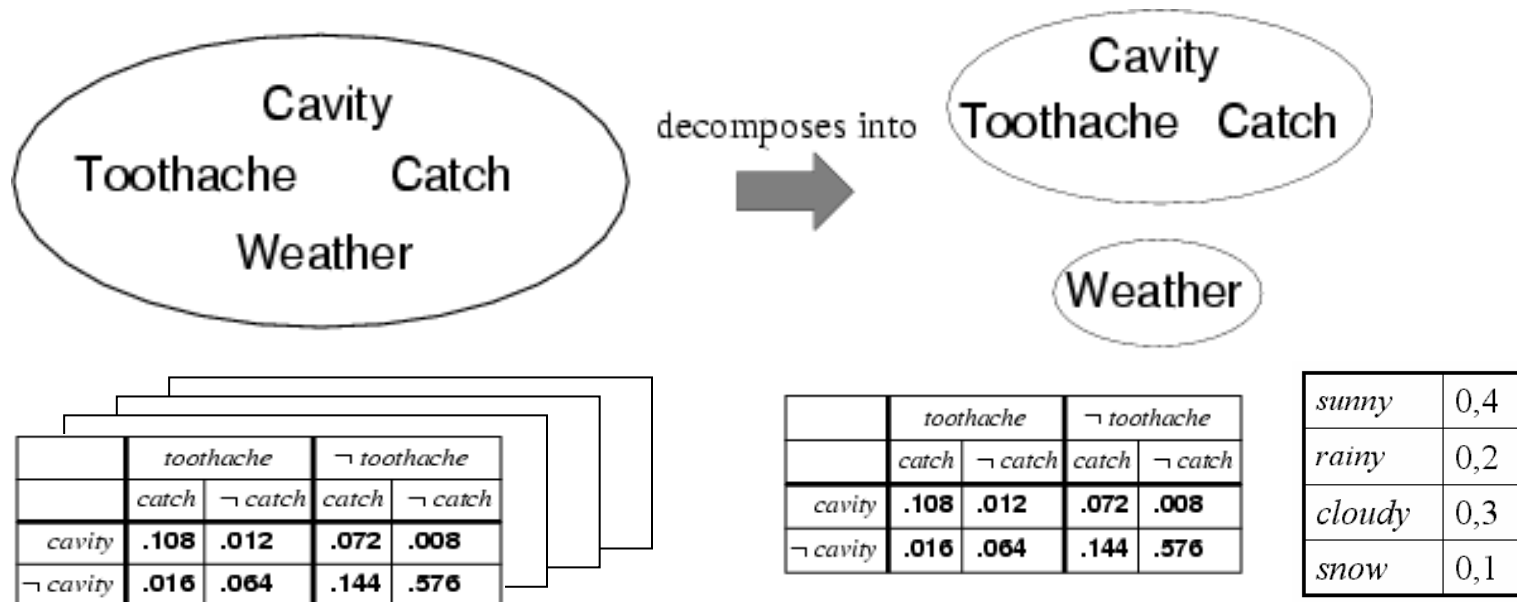 Cavity
Toothache Catch
Weather
decomposes into
Cavity
Toothache Catch
Weather
toothache ¬ toothache
catch ¬ catch catch ¬ catch
cavity .108 .012 .072 .008
¬ cavity .016 .064 .144 .576
toothache ¬ toothache
catch ¬ catch catch ¬ catch
cavity .108 .012 .072 .008
¬ cavity .016 .064 .144 .576
sunny 0,4
rainy 0,2
cloudy 0,3
snow 0,1